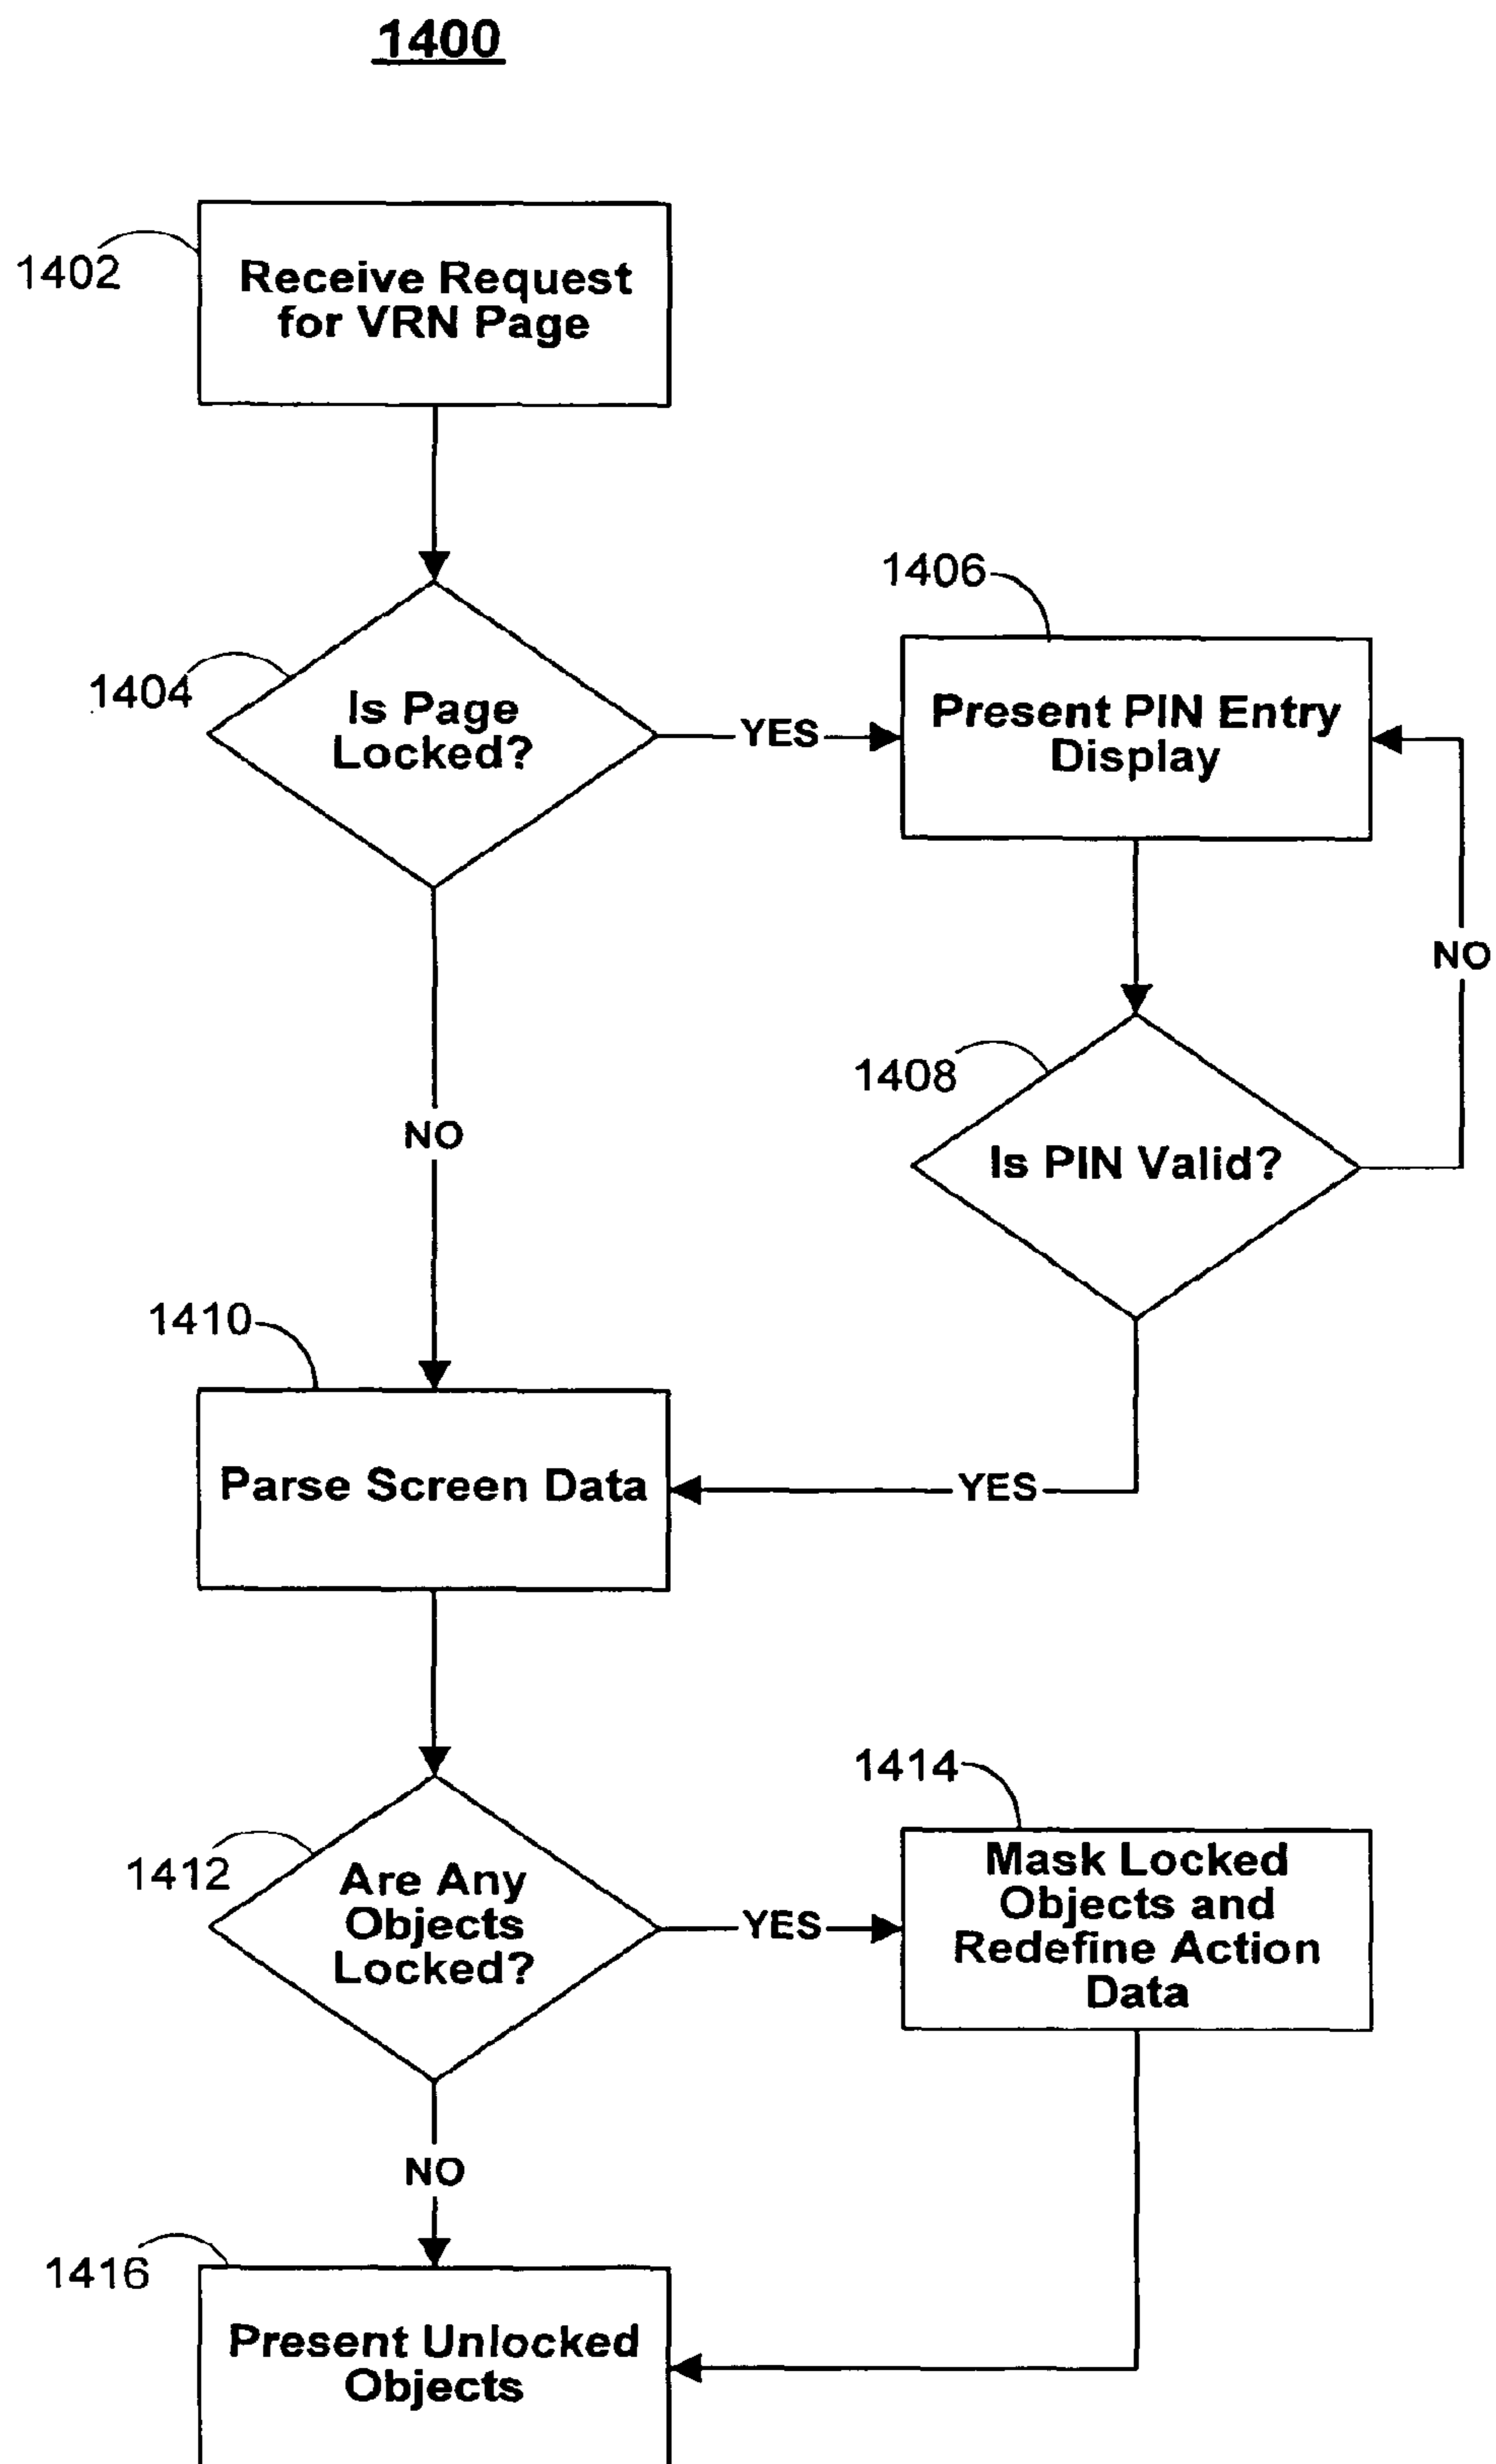 1400
1402
Receive Request
for VRN Page
1404
Is Page
Locked?
YES
1406
Present PIN Entry
Display
NO
1408
Is PIN Valid?
NO
1410
Parse Screen Data
YES
1412
Are Any
Objects
Locked?
YES
1414
Mask Locked
Objects and
Redefine Action
Data
NO
1416
Present Unlocked
Objects